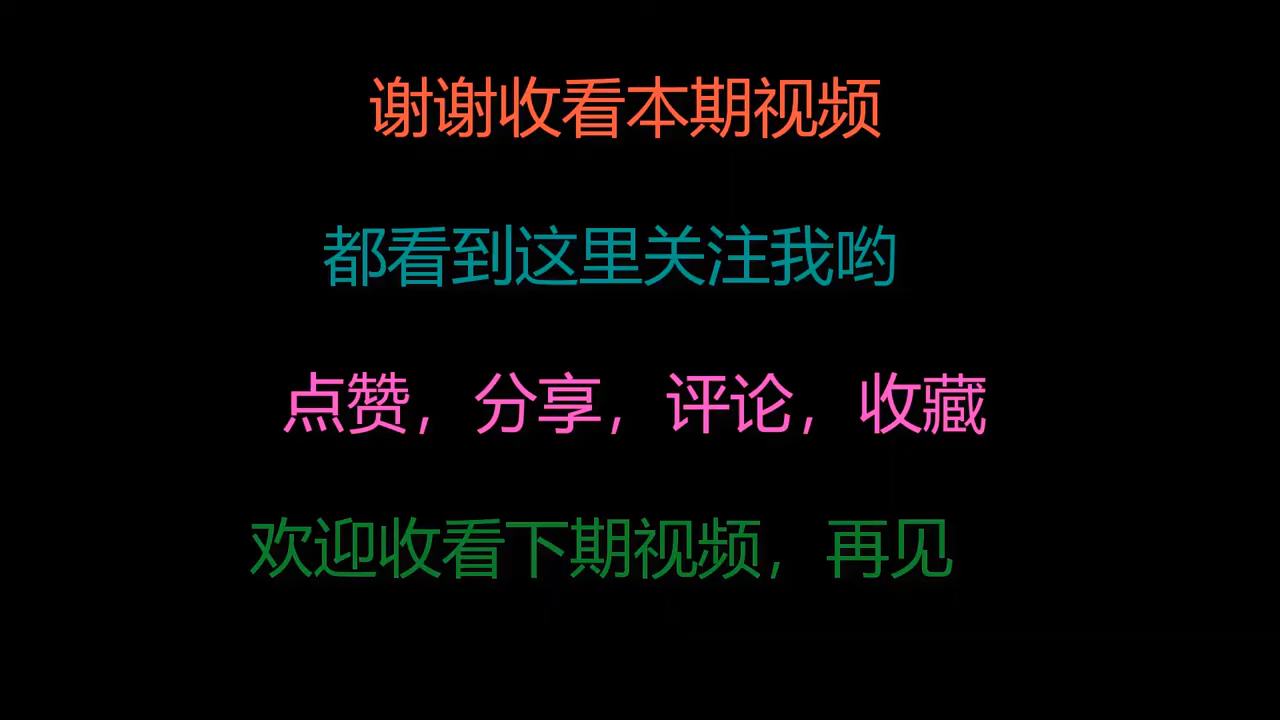 谢谢收看本期视频
都看到这里关注我哟
点赞，分享，评论，收藏
欢迎收看下期视频，再见